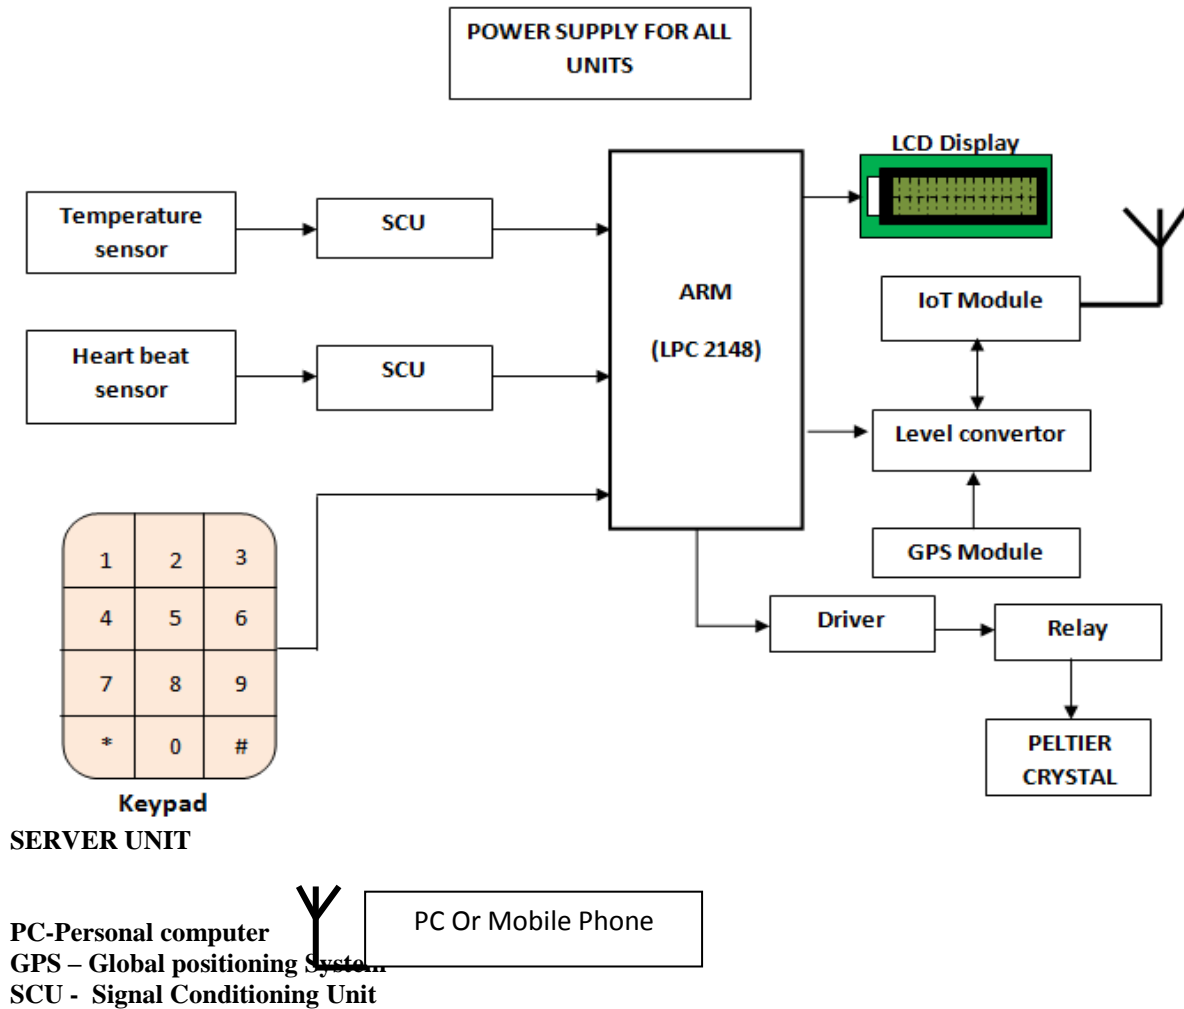 POWER SUPPLY FOR ALL
UNITS
LCD Display
Temperature
sensor
SCU
ARM
(LPC 2148)
IoT Module
Heart beat
sensor
SCU
Level convertor
GPS Module
1 2 3
4 5 6
7 8 9
* 0 #
Keypad
Driver
Relay
PELTIER
CRYSTAL
SERVER UNIT
PC Or Mobile Phone
PC-Personal computer
GPS – Global positioning System
SCU - Signal Conditioning Unit